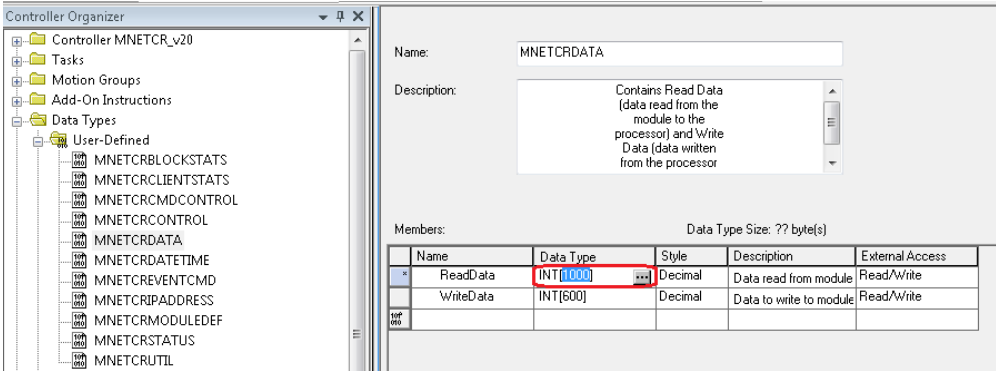 Controller Organizer
Controller MNETCR_v20
Tasks
Motion Groups
Add-On Instructions
Data Types
User-Defined
MNETCRBLOCKSTATS
MNETCRCLIENTSTATS
MNETCRCMDCONTROL
MNETCRCONTROL
MNETCRDATA
MNETCRDATETIME
MNETCREVENTCMD
MNETCRIPADDRESS
MNETCRMODULEDEF
MNETCRSTATUS
MNETCRUTIL
Name: MNETCRDATA
Description: Contains Read Data
(data read from the
module to the
processor) and Write
Data (data written
from the processor
Members: Data Type Size: ?? byte(s)
Name Data Type Style Description External Access
* ReadData INT[1000] ... Decimal Data read from module Read/Write
WriteData INT[600] Decimal Data to write to module Read/Write